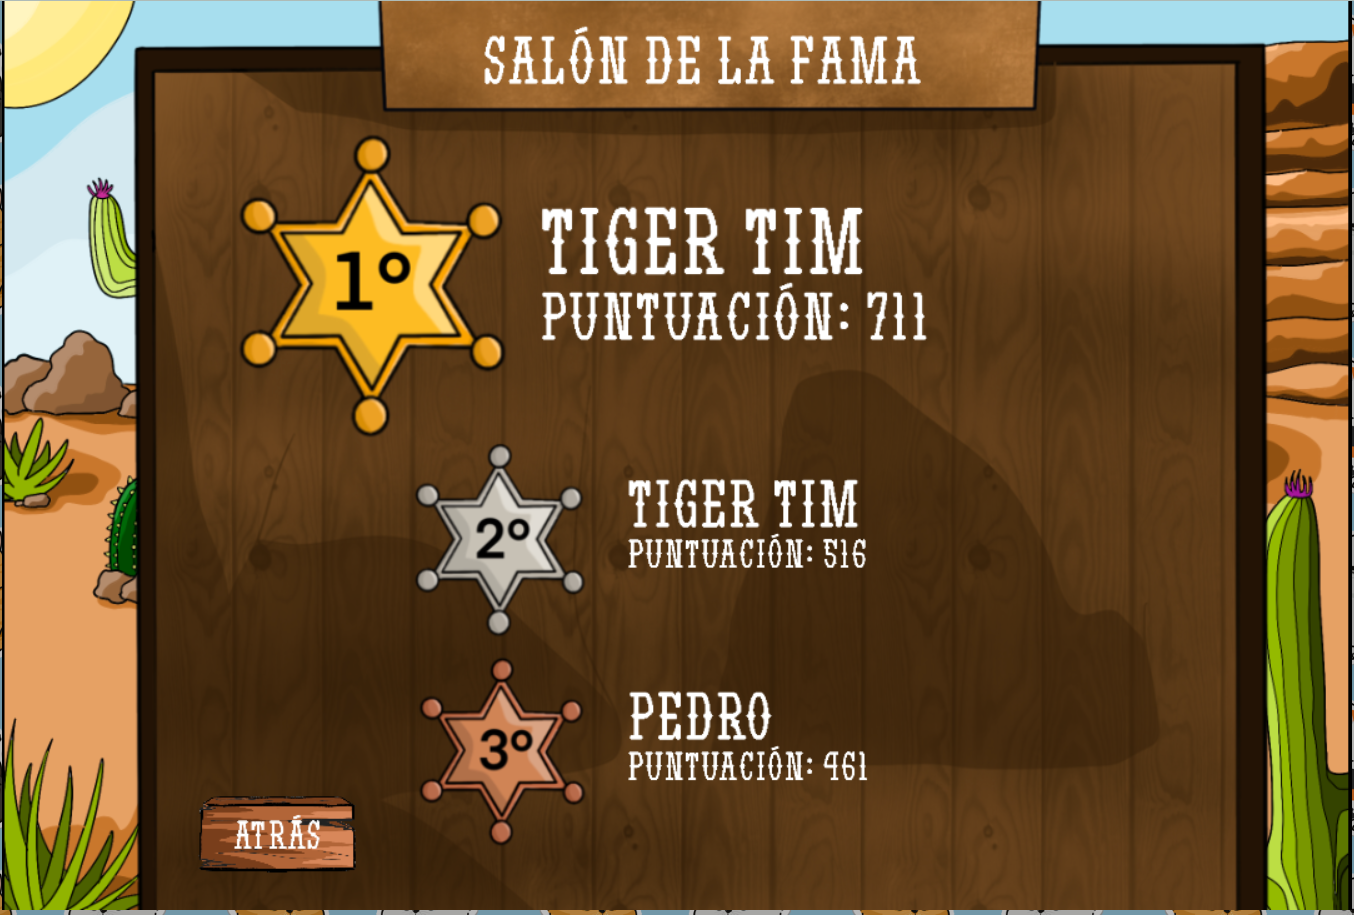 SALÓN DE LA FAMA
1º
TIGER TIM
PUNTUACIÓN: 711
2º
TIGER TIM
PUNTUACIÓN: 516
3º
PEDRO
PUNTUACIÓN: 461
ATRÁS